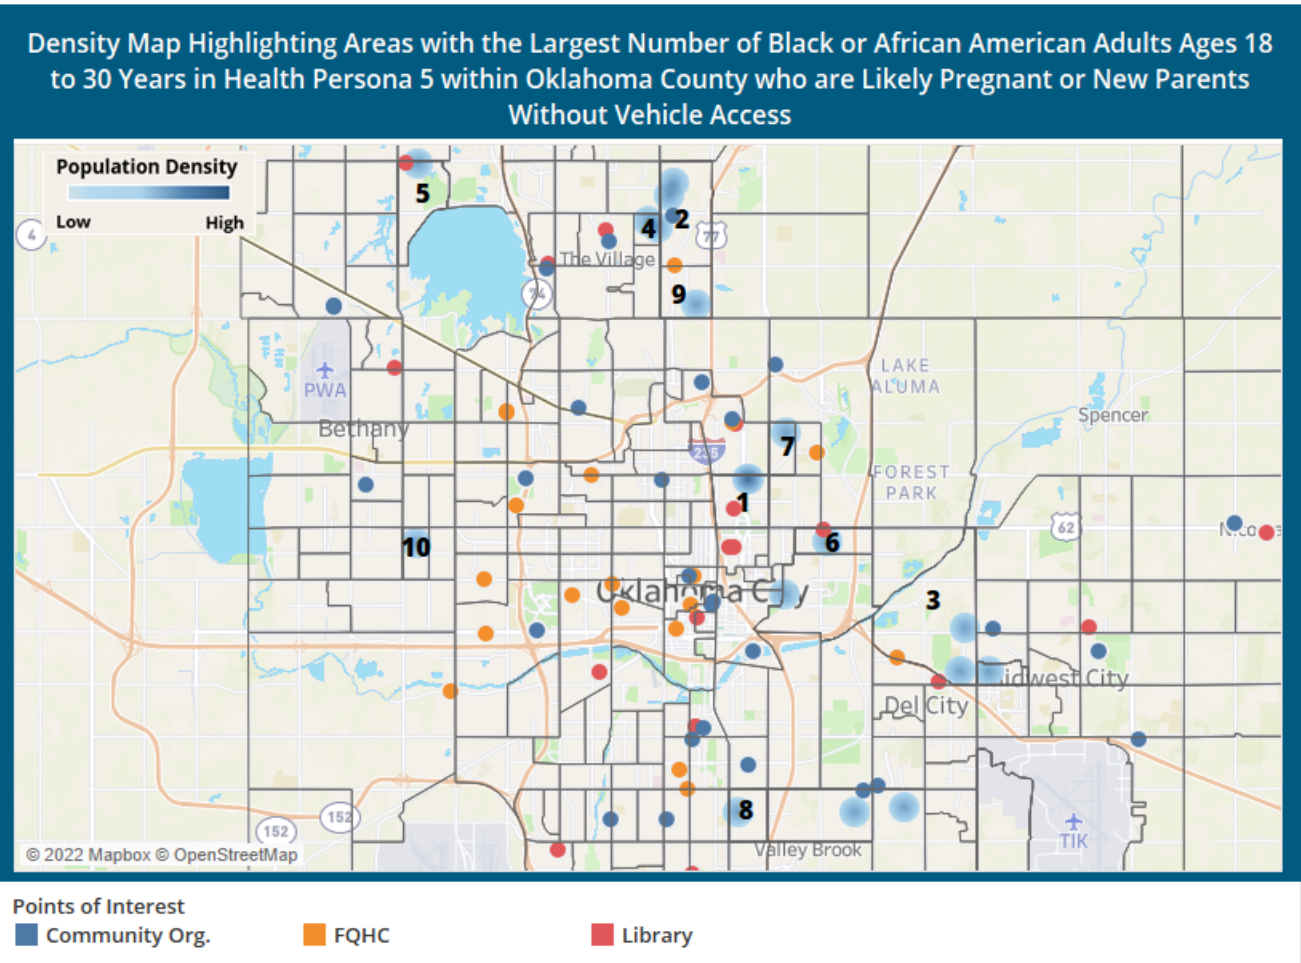 Density Map Highlighting Areas with the Largest Number of Black or African American Adults Ages 18
to 30 Years in Health Persona 5 within Oklahoma County who are Likely Pregnant or New Parents
Without Vehicle Access
Population Density
Low High
5
4
4
2
77
The Village
9
74
PWA
LAKE
ALUMA
Bethany
Spencer
7
235
FOREST
PARK
1
62
10
6
Oklahoma City
3
Midwest City
Del City
8
152
152
TIK
Valley Brook
© 2022 Mapbox © OpenStreetMap
Points of Interest
Community Org. FQHC Library